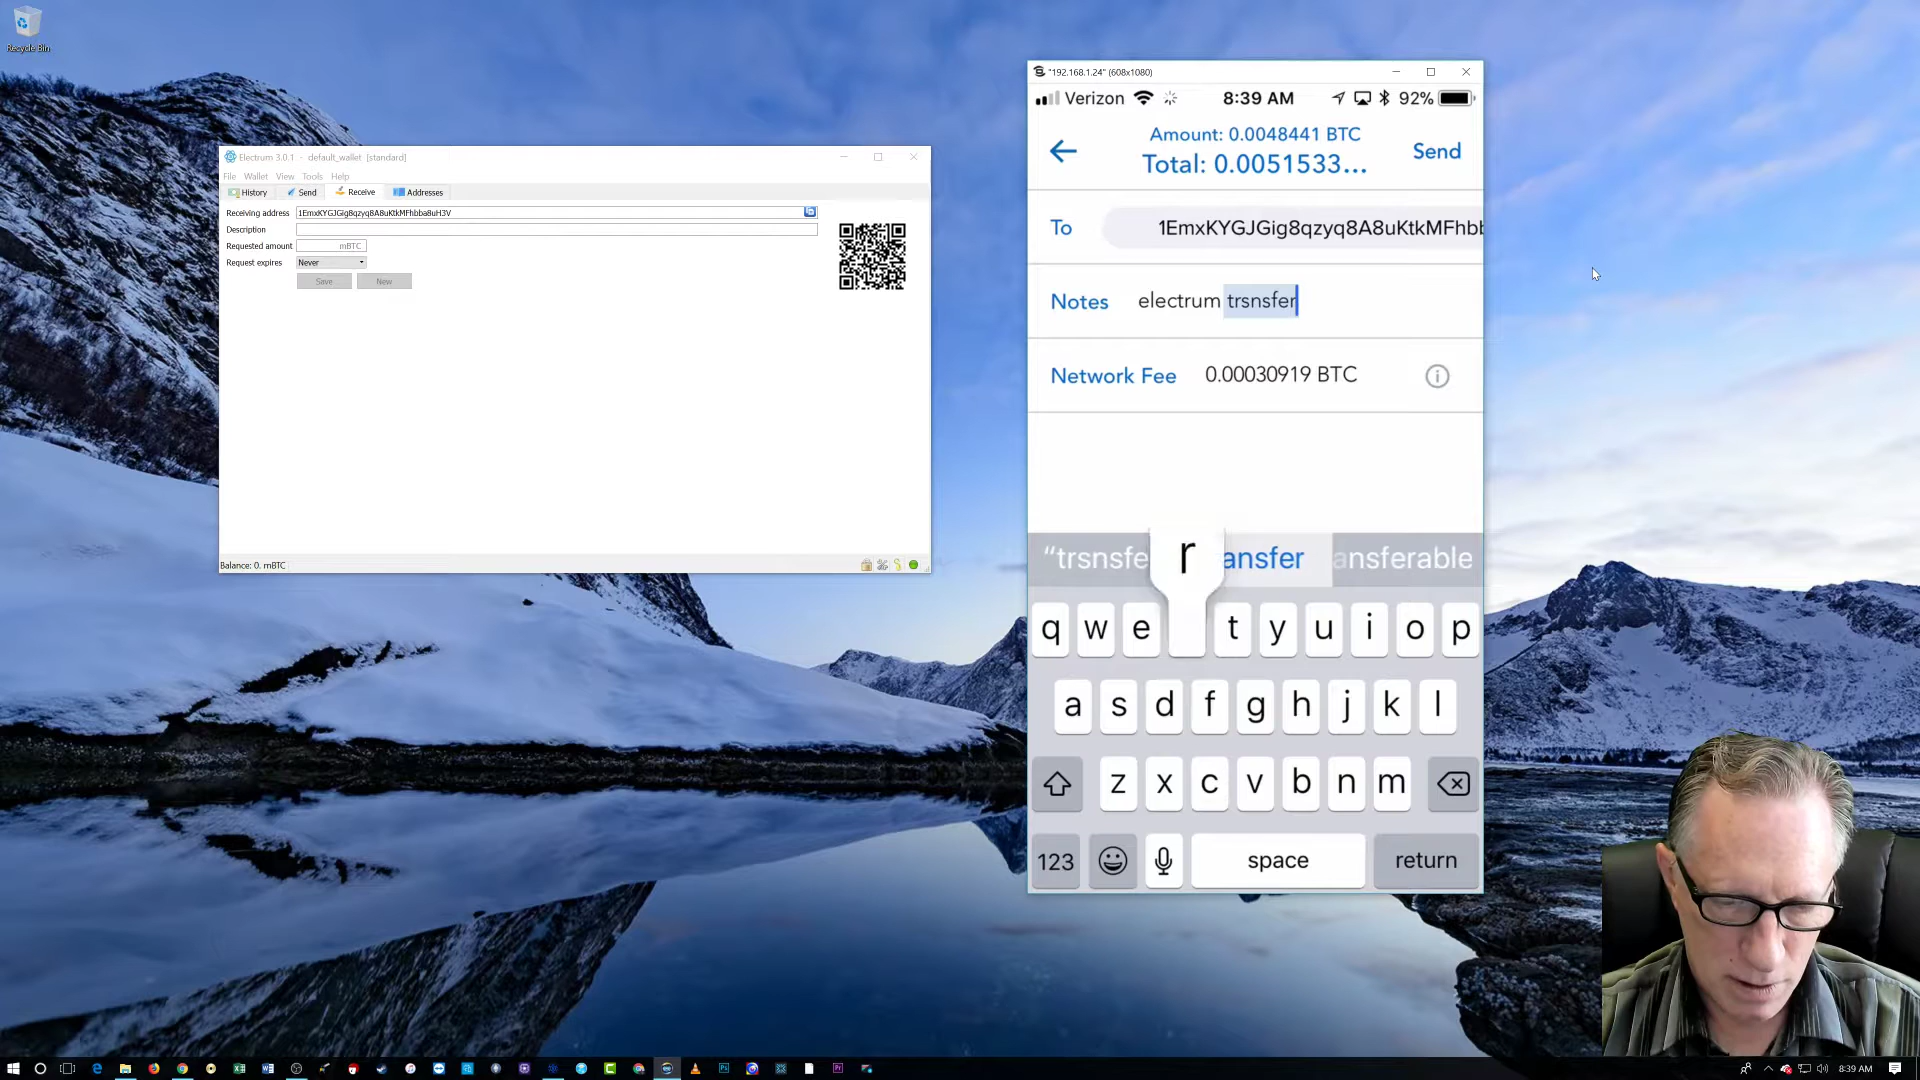 Recycle Bin
Electrum 3.0.1 - default_wallet [standard]
File Wallet View Tools Help
History Send Receive Addresses
Receiving address 1EmxKYGJGig8qzyq8A8uKtkMFhbba8uH3V
Description
Requested amount mBTC
Request expires Never
Save New
Balance: 0. mBTC
"192.168.1.24" (608x1080)
Verizon 8:39 AM 92%
Amount: 0.0048441 BTC
Total: 0.0051533...
Send
To 1EmxKYGJGig8qzyq8A8uKtkMFhbb
Notes electrum trsnsfer
Network Fee 0.00030919 BTC
“trsnsfe r ansfer ansferable
q w e t y u i o p
a s d f g h j k l
z x c v b n m
123 space return
8:39 AM